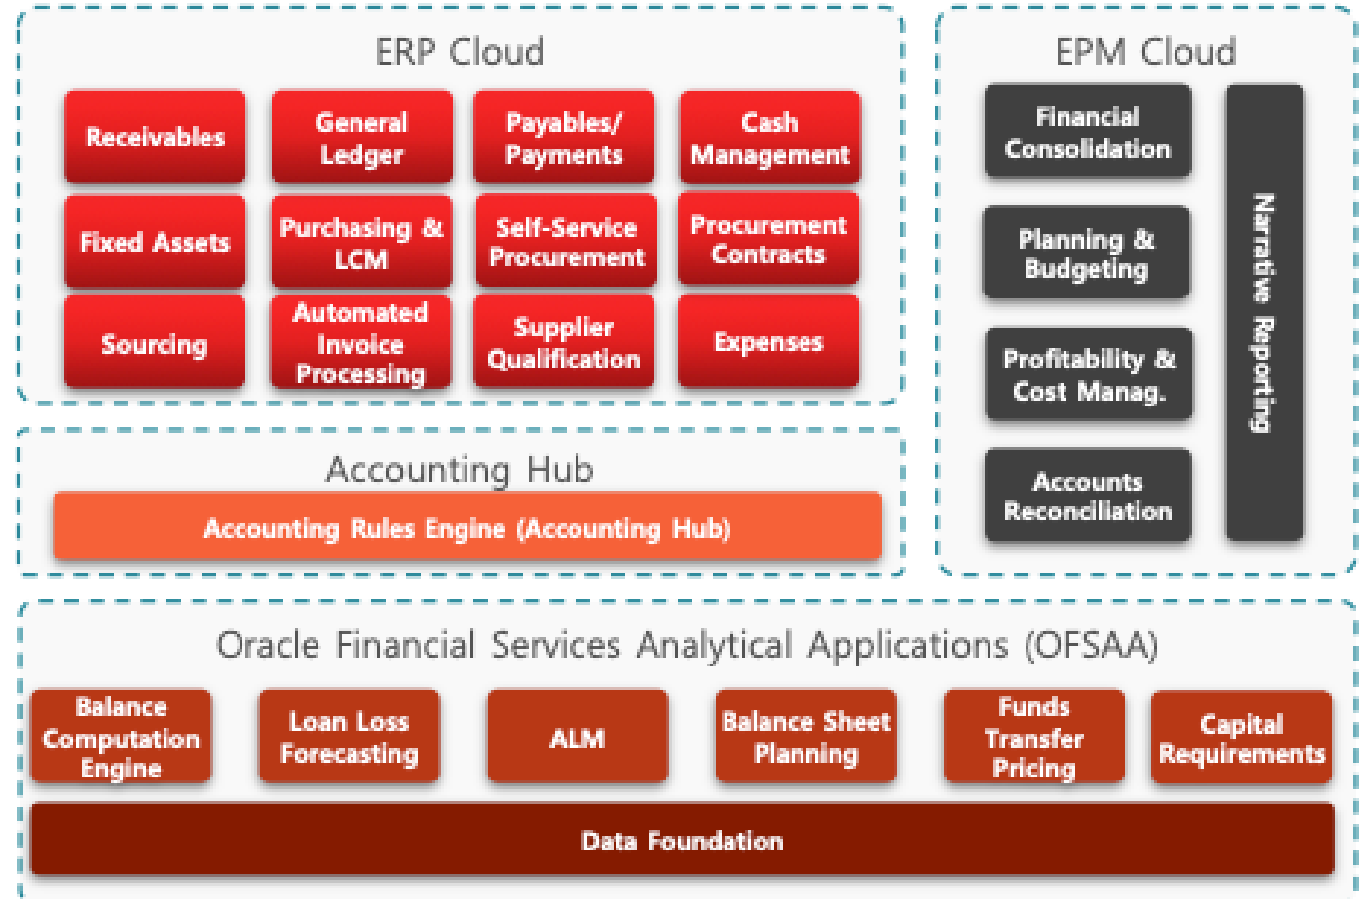 ERP Cloud
Receivables
General
Ledger
Payables/
Payments
Cash
Management
Fixed Assets
Purchasing &
LCM
Self-Service
Procurement
Procurement
Contracts
Sourcing
Automated
Invoice
Processing
Supplier
Qualification
Expenses
EPM Cloud
Financial
Consolidation
Planning &
Budgeting
Profitability &
Cost Manag.
Accounts
Reconciliation
Narrative Reporting
Accounting Hub
Accounting Rules Engine (Accounting Hub)
Oracle Financial Services Analytical Applications (OFSAA)
Balance
Computation
Engine
Loan Loss
Forecasting
ALM
Balance Sheet
Planning
Funds
Transfer
Pricing
Capital
Requirements
Data Foundation